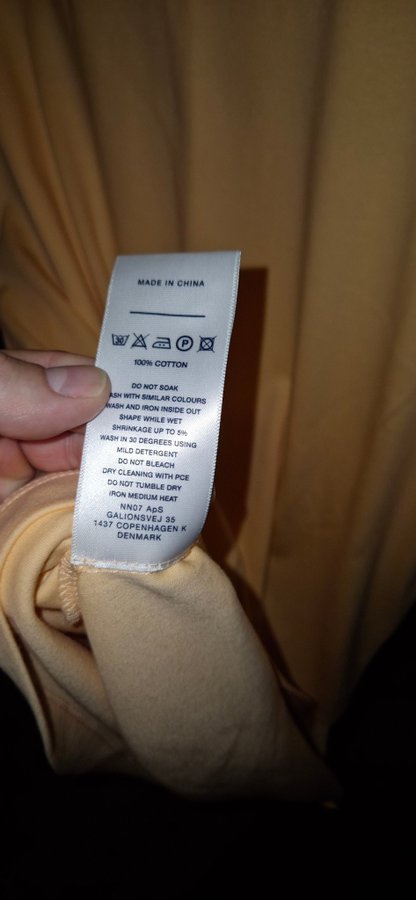 MADE IN CHINA
30 P
100% COTTON
DO NOT SOAK
ASH WITH SIMILAR COLOURS
WASH AND IRON INSIDE OUT
SHAPE WHILE WET
SHRINKAGE UP TO 5%
WASH IN 30 DEGREES USING
MILD DETERGENT
DO NOT BLEACH
DRY CLEANING WITH PCE
DO NOT TUMBLE DRY
IRON MEDIUM HEAT
NN07 ApS
GALIONSVEJ 35
1437 COPENHAGEN K
DENMARK